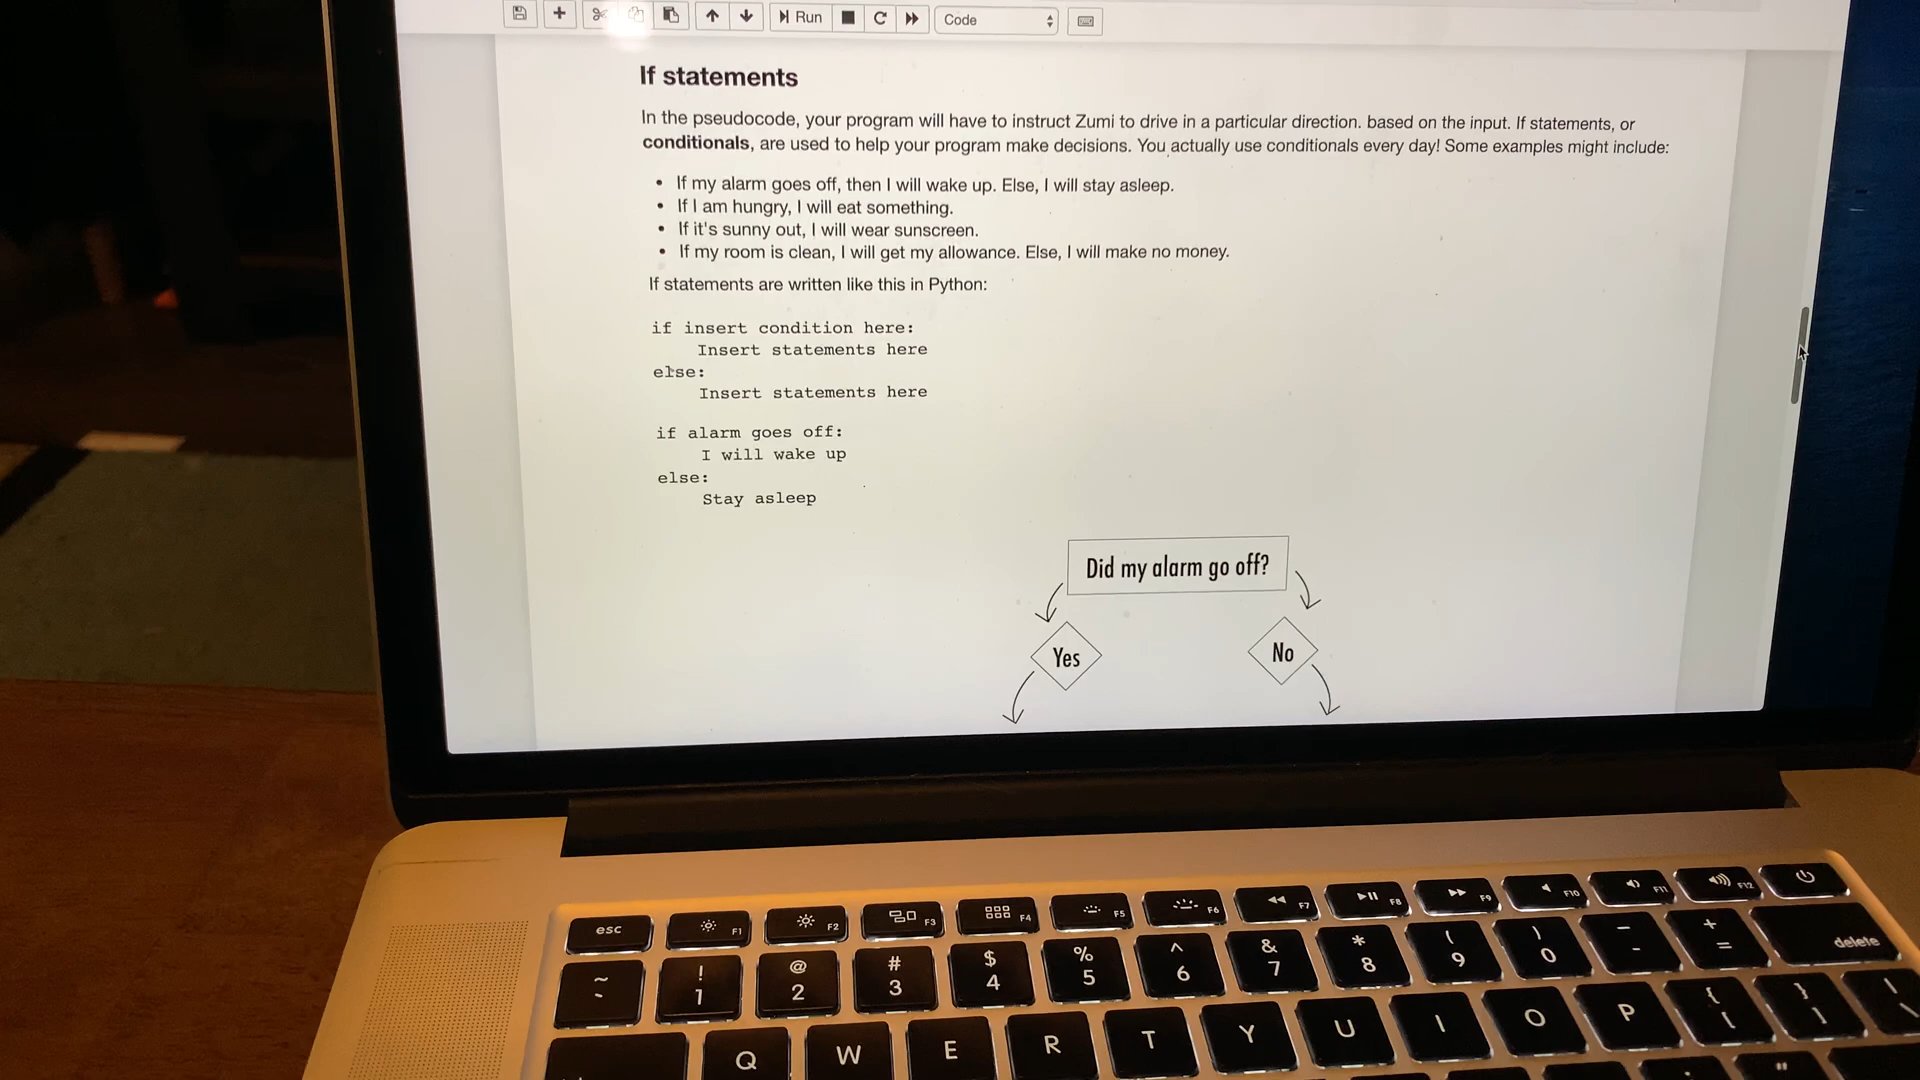 Run
Code
If statements
In the pseudocode, your program will have to instruct Zumi to drive in a particular direction. based on the input. If statements, or
conditionals, are used to help your program make decisions. You actually use conditionals every day! Some examples might include:
• If my alarm goes off, then I will wake up. Else, I will stay asleep.
• If I am hungry, I will eat something.
• If it's sunny out, I will wear sunscreen.
• If my room is clean, I will get my allowance. Else, I will make no money.
If statements are written like this in Python:
if insert condition here:
Insert statements here
else:
Insert statements here
if alarm goes off:
I will wake up
else:
Stay asleep
Did my alarm go off?
Yes
No
esc F1 F2 F3 F4 F5 F6 F7 F8 F9 F10 F11 F12
~ ! @ # $ % ^ & * ( ) – +
1 2 3 4 5 6 7 8 9 0 - = delete
Q W E R T Y U I O P { [ } ]